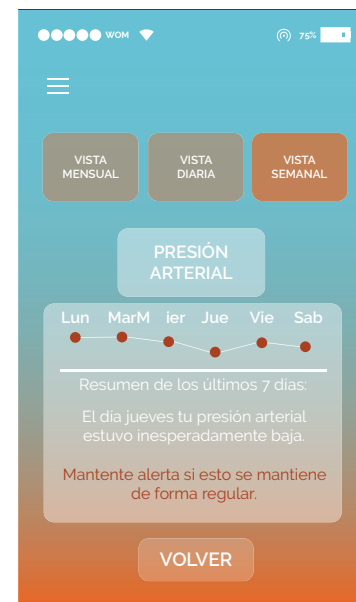 WOM 75%
VISTA MENSUAL
VISTA DIARIA
VISTA SEMANAL
PRESIÓN
ARTERIAL
Lun MarM ier Jue Vie Sab
Resumen de los últimos 7 días:
El día jueves tu presión arterial
estuvo inesperadamente baja.
Mantente alerta si esto se mantiene
de forma regular.
VOLVER